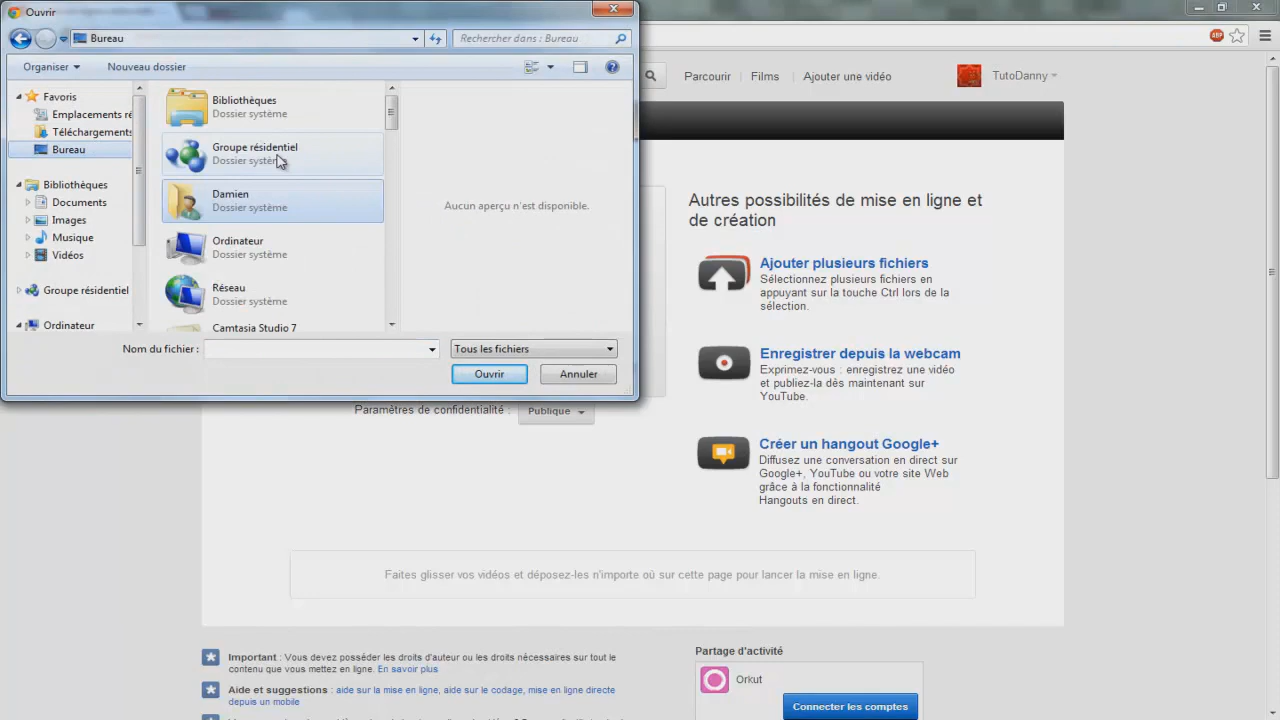 Ouvrir
Bureau
Rechercher dans : Bureau
Organiser
Nouveau dossier
Favoris
Emplacements ré
Téléchargements
Bureau
Bibliothèques
Documents
Images
Musique
Vidéos
Groupe résidentiel
Ordinateur
Bibliothèques
Dossier système
Groupe résidentiel
Dossier système
Damien
Dossier système
Ordinateur
Dossier système
Réseau
Dossier système
Camtasia Studio 7
Aucun aperçu n'est disponible.
Nom du fichier :
Tous les fichiers
Ouvrir
Annuler
ABP
Parcourir
Films
Ajouter une vidéo
TutoDanny
Autres possibilités de mise en ligne et
de création
Ajouter plusieurs fichiers
Sélectionnez plusieurs fichiers en
appuyant sur la touche Ctrl lors de la
sélection.
Enregistrer depuis la webcam
Exprimez-vous : enregistrez une vidéo
et publiez-la dès maintenant sur
YouTube.
Créer un hangout Google+
Diffusez une conversation en direct sur
Google+, YouTube ou votre site Web
grâce à la fonctionnalité
Hangouts en direct.
Paramètres de confidentialité :
Publique
Faites glisser vos vidéos et déposez-les n'importe où sur cette page pour lancer la mise en ligne.
Important : Vous devez posséder les droits d'auteur ou les droits nécessaires sur tout le
contenu que vous mettez en ligne. En savoir plus
Aide et suggestions : aide sur la mise en ligne, aide sur le codage, mise en ligne directe
depuis un mobile
Partage d'activité
Orkut
Connecter les comptes